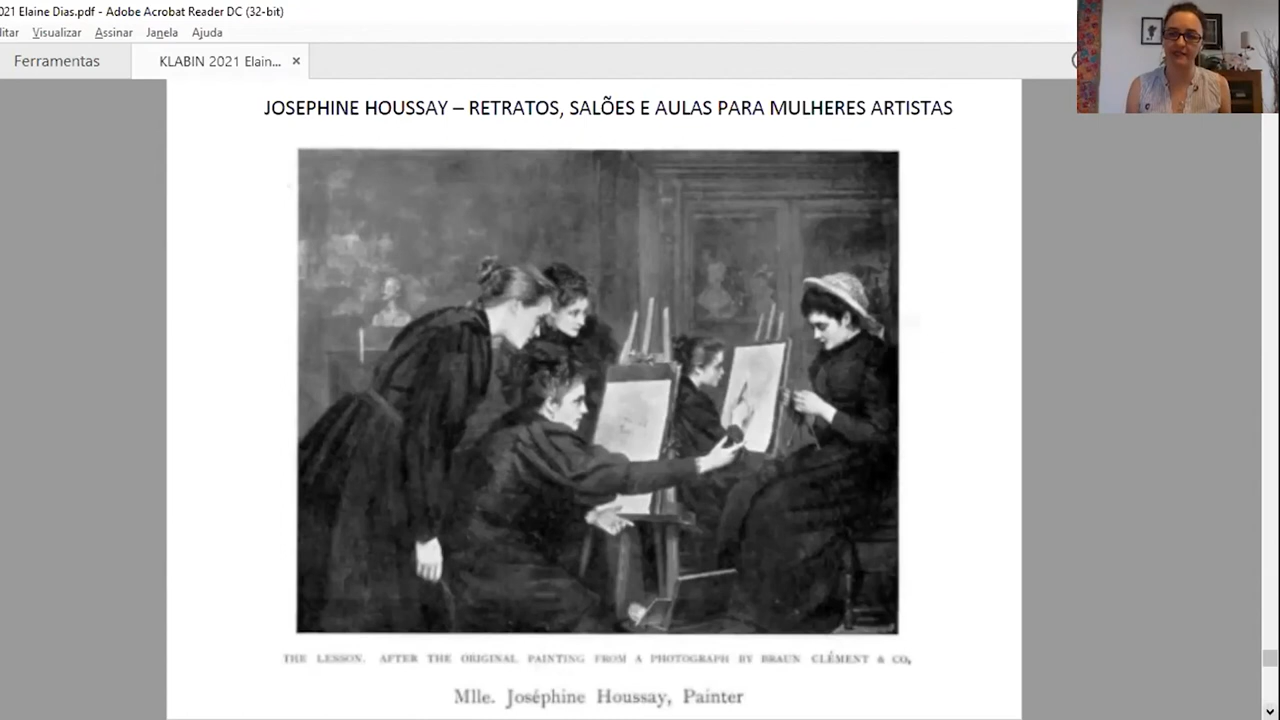 021 Elaine Dias.pdf - Adobe Acrobat Reader DC (32-bit)
itar Visualizar Assinar Janela Ajuda
Ferramentas KLABIN 2021 Elain... ×
JOSEPHINE HOUSSAY – RETRATOS, SALÕES E AULAS PARA MULHERES ARTISTAS
THE LESSON. AFTER THE ORIGINAL PAINTING FROM A PHOTOGRAPH BY BRAUN CLÉMENT & CO,
Mlle. Joséphine Houssay, Painter